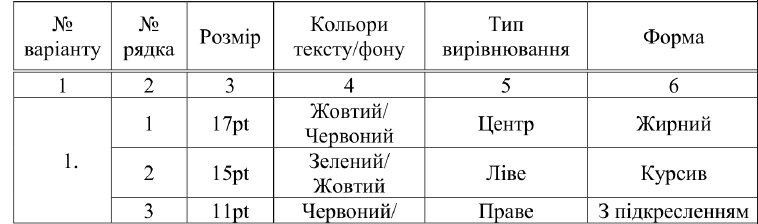 № варіанту № рядка Розмір Кольори тексту/фону Тип вирівнювання Форма
1 2 3 4 5 6
1. 1 17pt Жовтий/ Червоний Центр Жирний
2 15pt Зелений/ Жовтий Ліве Курсив
3 11pt Червоний/ Праве З підкресленням